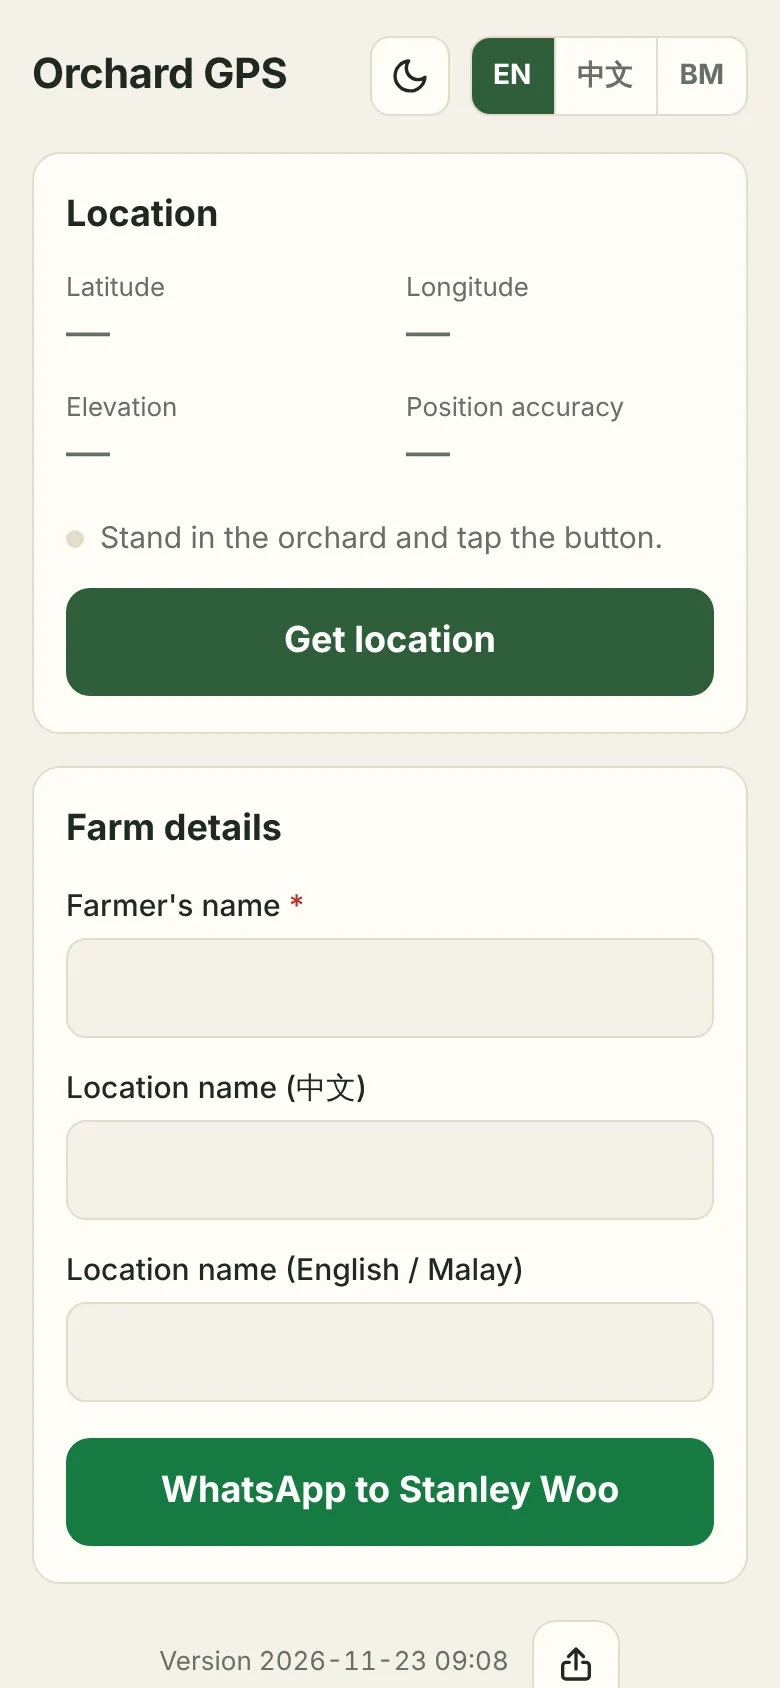 Orchard GPS
EN 中文 BM
Location
Latitude Longitude
— —
Elevation Position accuracy
— —
Stand in the orchard and tap the button.
Get location
Farm details
Farmer's name *
Location name (中文)
Location name (English / Malay)
WhatsApp to Stanley Woo
Version 2026-11-23 09:08